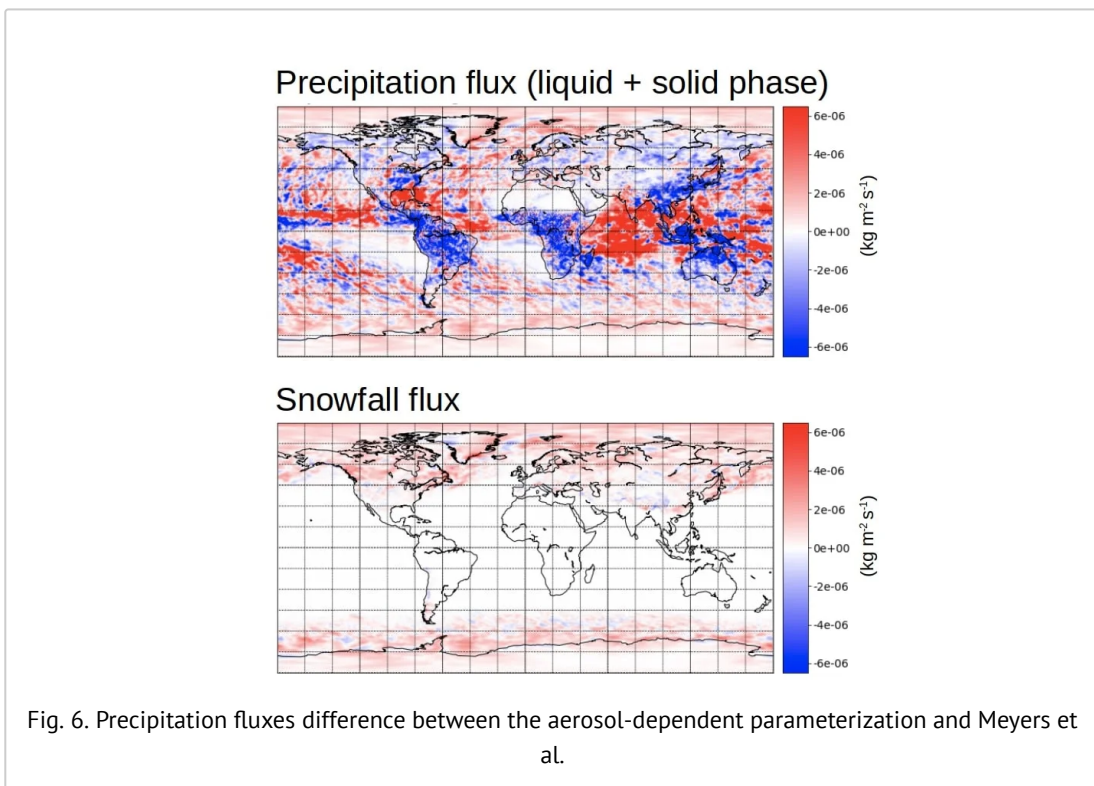 Precipitation flux (liquid + solid phase)
6e-06
4e-06
2e-06
0e+00
-2e-06
-4e-06
-6e-06
(kg m⁻² s⁻¹)
Snowfall flux
6e-06
4e-06
2e-06
0e+00
-2e-06
-4e-06
-6e-06
(kg m⁻² s⁻¹)
Fig. 6. Precipitation fluxes difference between the aerosol-dependent parameterization and Meyers et
al.